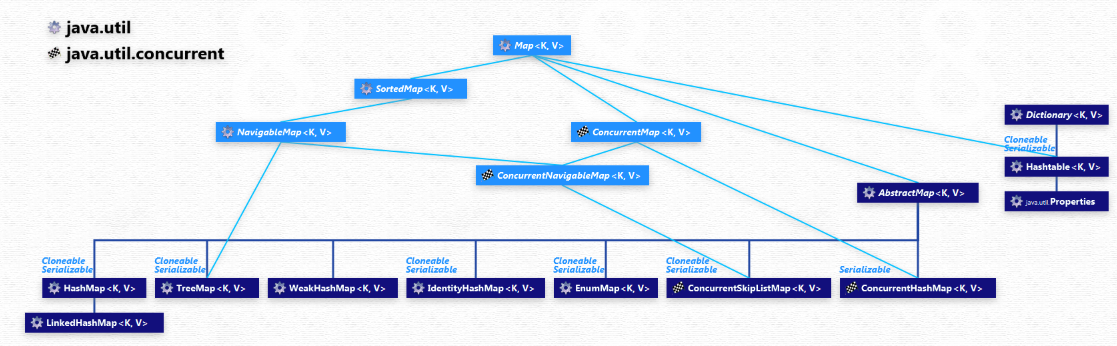 java.util
java.util.concurrent
Map <K, V>
SortedMap <K, V>
NavigableMap <K, V>
ConcurrentMap <K, V>
Dictionary <K, V>
Cloneable
Serializable
ConcurrentNavigableMap <K, V>
Hashtable <K, V>
AbstractMap <K, V>
java.util.Properties
Cloneable
Serializable
Cloneable
Serializable
Cloneable
Serializable
Cloneable
Serializable
Cloneable
Serializable
Serializable
HashMap <K, V>
TreeMap <K, V>
WeakHashMap <K, V>
IdentityHashMap <K, V>
EnumMap <K, V>
ConcurrentSkipListMap <K, V>
ConcurrentHashMap <K, V>
LinkedHashMap <K, V>